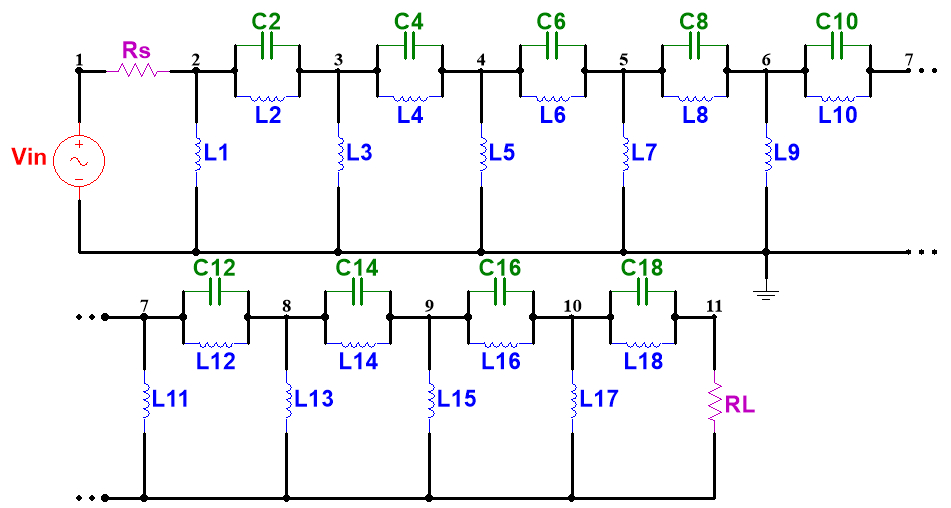 C2 C4 C6 C8 C10
1 Rs 2 3 4 5 6 7
L2 L4 L6 L8 L10
Vin + − L1 L3 L5 L7 L9
C12 C14 C16 C18
7 8 9 10 11
L12 L14 L16 L18
L11 L13 L15 L17 RL